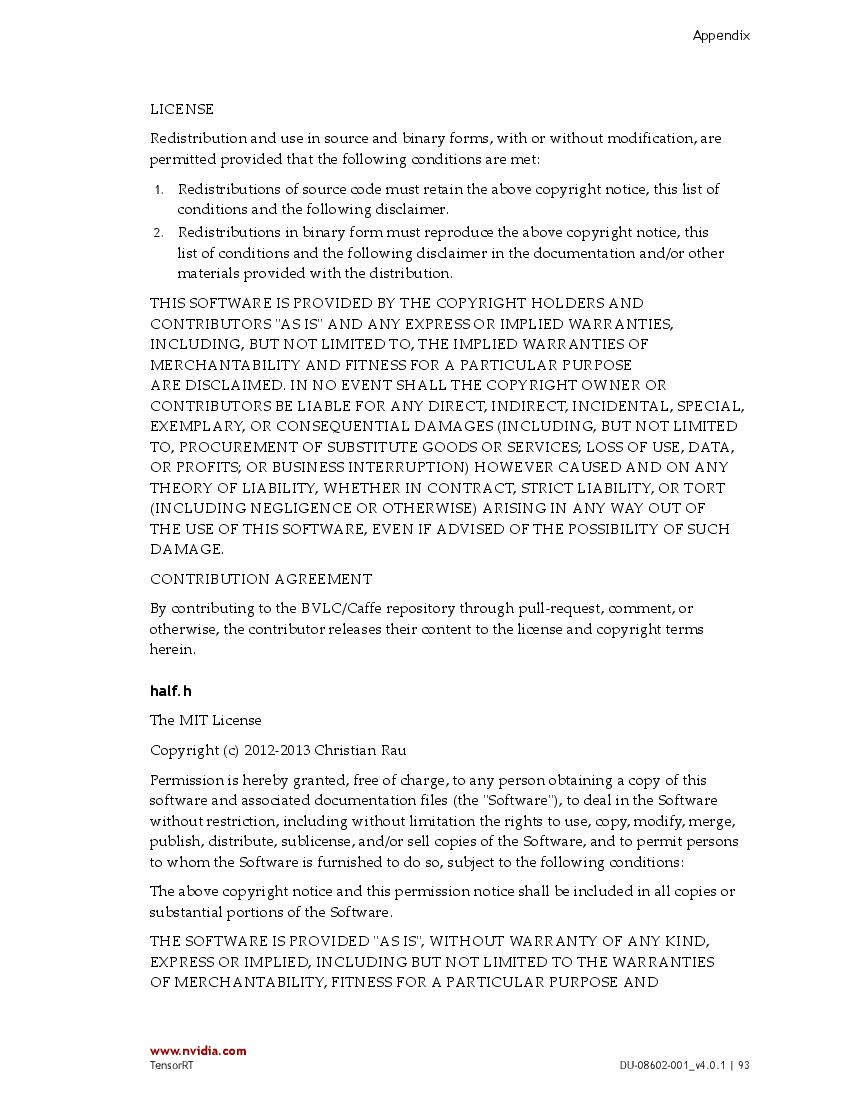 Appendix
LICENSE
Redistribution and use in source and binary forms, with or without modification, are
permitted provided that the following conditions are met:
1. Redistributions of source code must retain the above copyright notice, this list of
conditions and the following disclaimer.
2. Redistributions in binary form must reproduce the above copyright notice, this
list of conditions and the following disclaimer in the documentation and/or other
materials provided with the distribution.
THIS SOFTWARE IS PROVIDED BY THE COPYRIGHT HOLDERS AND
CONTRIBUTORS "AS IS" AND ANY EXPRESS OR IMPLIED WARRANTIES,
INCLUDING, BUT NOT LIMITED TO, THE IMPLIED WARRANTIES OF
MERCHANTABILITY AND FITNESS FOR A PARTICULAR PURPOSE
ARE DISCLAIMED. IN NO EVENT SHALL THE COPYRIGHT OWNER OR
CONTRIBUTORS BE LIABLE FOR ANY DIRECT, INDIRECT, INCIDENTAL, SPECIAL,
EXEMPLARY, OR CONSEQUENTIAL DAMAGES (INCLUDING, BUT NOT LIMITED
TO, PROCUREMENT OF SUBSTITUTE GOODS OR SERVICES; LOSS OF USE, DATA,
OR PROFITS; OR BUSINESS INTERRUPTION) HOWEVER CAUSED AND ON ANY
THEORY OF LIABILITY, WHETHER IN CONTRACT, STRICT LIABILITY, OR TORT
(INCLUDING NEGLIGENCE OR OTHERWISE) ARISING IN ANY WAY OUT OF
THE USE OF THIS SOFTWARE, EVEN IF ADVISED OF THE POSSIBILITY OF SUCH
DAMAGE.
CONTRIBUTION AGREEMENT
By contributing to the BVLC/Caffe repository through pull-request, comment, or
otherwise, the contributor releases their content to the license and copyright terms
herein.
half.h
The MIT License
Copyright (c) 2012-2013 Christian Rau
Permission is hereby granted, free of charge, to any person obtaining a copy of this
software and associated documentation files (the "Software"), to deal in the Software
without restriction, including without limitation the rights to use, copy, modify, merge,
publish, distribute, sublicense, and/or sell copies of the Software, and to permit persons
to whom the Software is furnished to do so, subject to the following conditions:
The above copyright notice and this permission notice shall be included in all copies or
substantial portions of the Software.
THE SOFTWARE IS PROVIDED "AS IS", WITHOUT WARRANTY OF ANY KIND,
EXPRESS OR IMPLIED, INCLUDING BUT NOT LIMITED TO THE WARRANTIES
OF MERCHANTABILITY, FITNESS FOR A PARTICULAR PURPOSE AND
www.nvidia.com
TensorRT DU-08602-001_v4.0.1 | 93